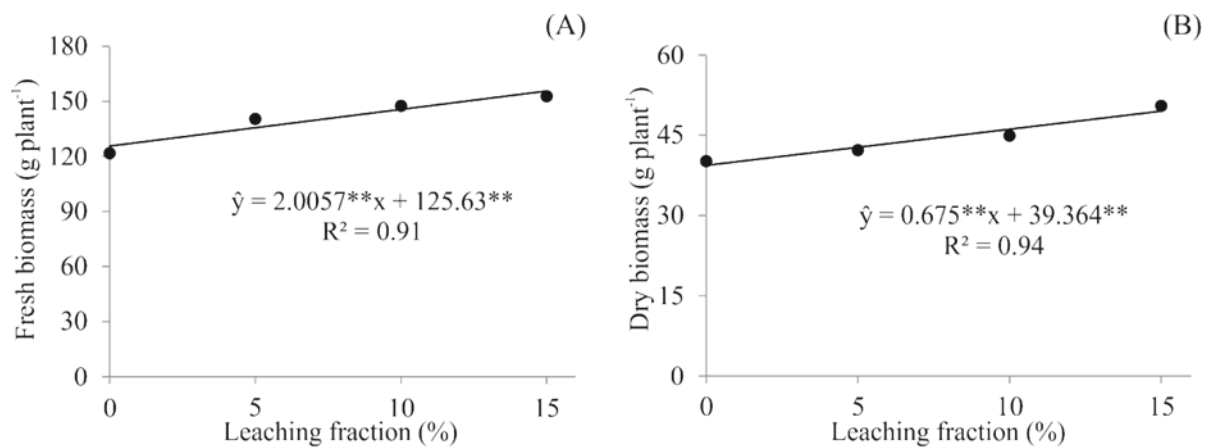 (A)
Fresh biomass (g plant⁻¹)
180
150
120
90
60
30
0
ŷ = 2.0057**x + 125.63**
R² = 0.91
0 5 10 15
Leaching fraction (%)
(B)
Dry biomass (g plant⁻¹)
60
45
30
15
0
ŷ = 0.675**x + 39.364**
R² = 0.94
0 5 10 15
Leaching fraction (%)